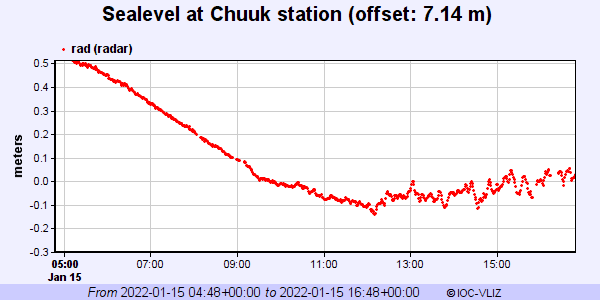 Sealevel at Chuuk station (offset: 7.14 m)
rad (radar)
meters
0.5
0.4
0.3
0.2
0.1
0.0
-0.1
-0.2
-0.3
05:00 07:00 09:00 11:00 13:00 15:00
Jan 15
From 2022-01-15 04:48+00:00 to 2022-01-15 16:48+00:00 © IOC-VLIZ